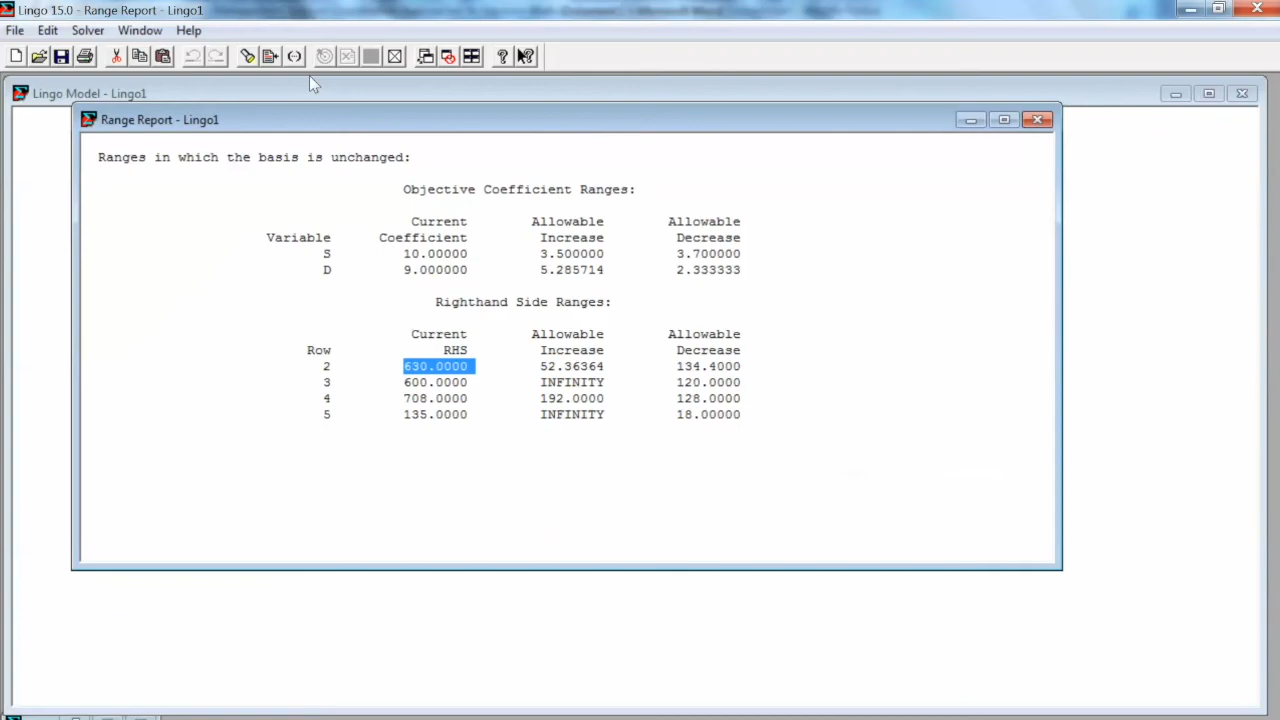 Lingo 15.0 - Range Report - Lingo1
File Edit Solver Window Help
Lingo Model - Lingo1
Range Report - Lingo1
Ranges in which the basis is unchanged:
Objective Coefficient Ranges:
Current Allowable Allowable
Variable Coefficient Increase Decrease
S 10.00000 3.500000 3.700000
D 9.000000 5.285714 2.333333
Righthand Side Ranges:
Current Allowable Allowable
Row RHS Increase Decrease
2 630.0000 52.36364 134.4000
3 600.0000 INFINITY 120.0000
4 708.0000 192.0000 128.0000
5 135.0000 INFINITY 18.00000